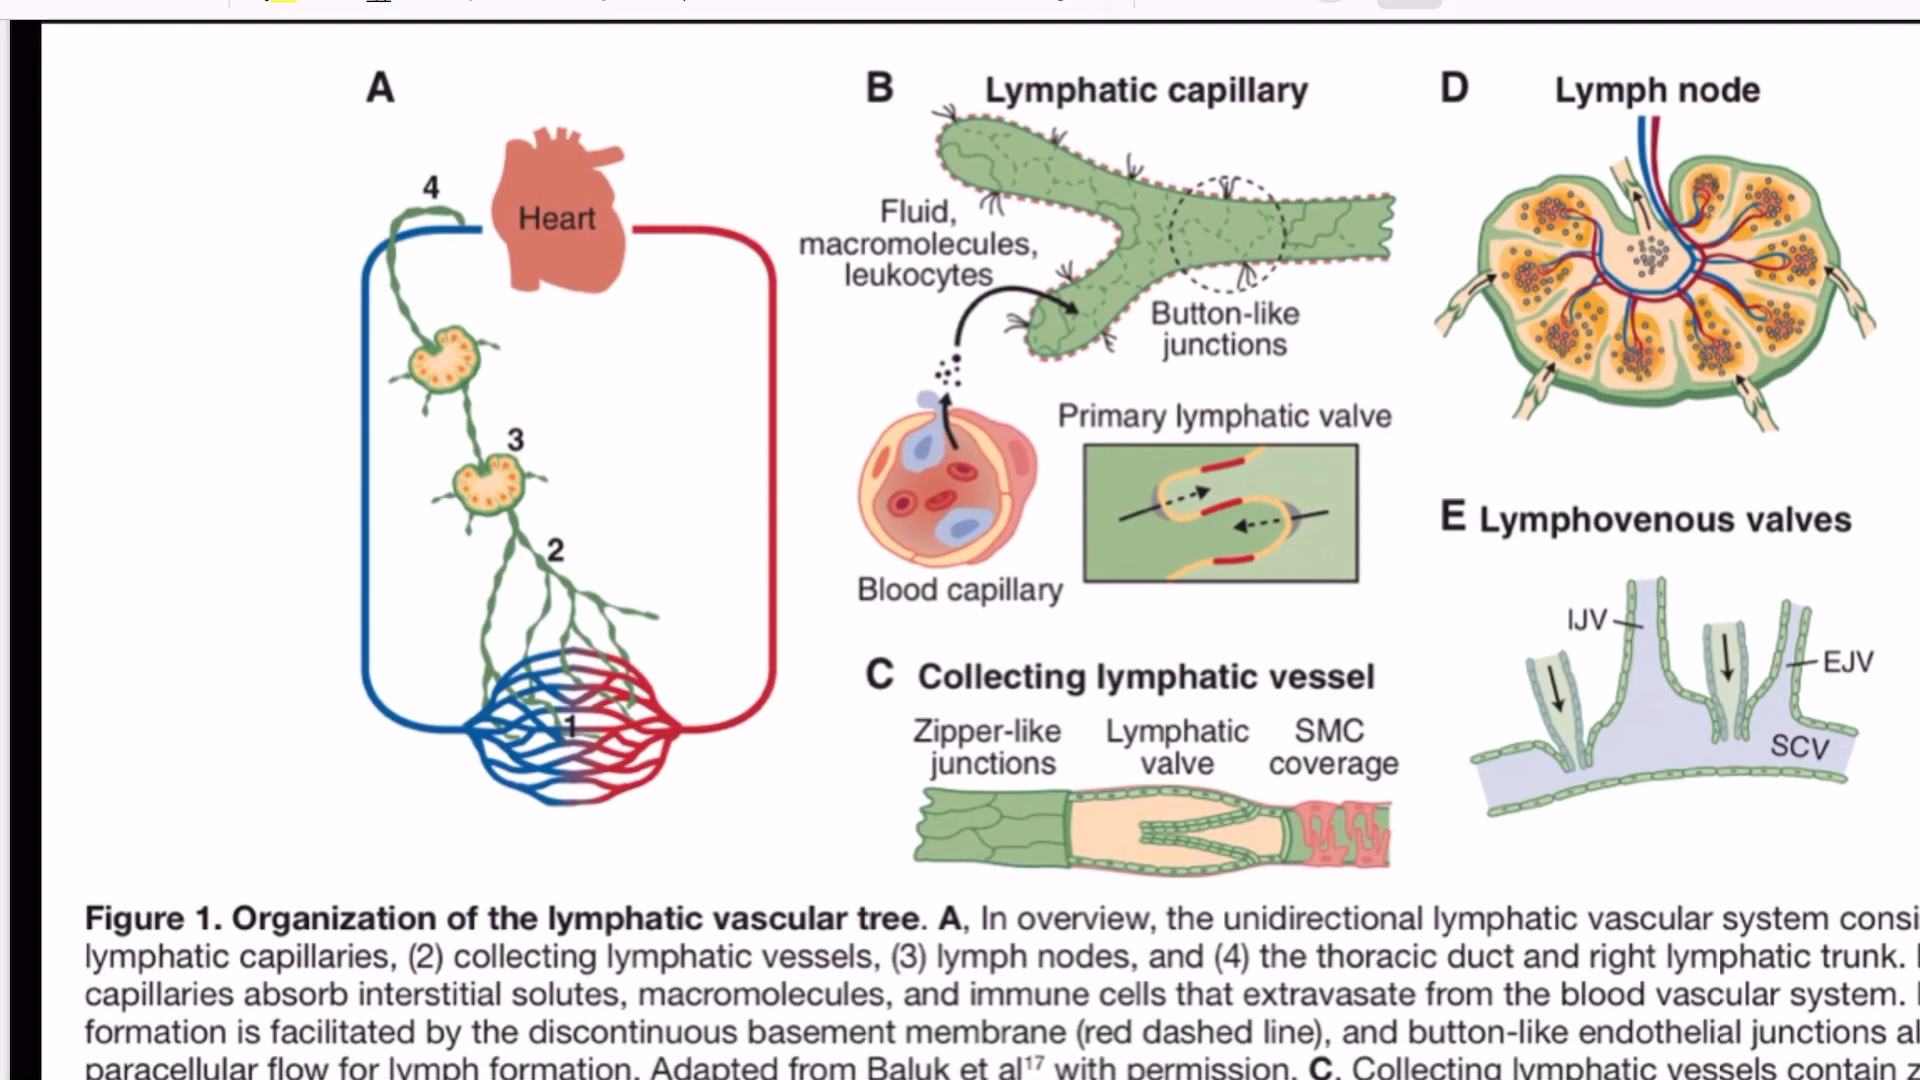 A
Heart
4
3
2
1
B Lymphatic capillary
Fluid,
macromolecules,
leukocytes
Button-like
junctions
Primary lymphatic valve
Blood capillary
C Collecting lymphatic vessel
Zipper-like
junctions
Lymphatic
valve
SMC
coverage
D Lymph node
E Lymphovenous valves
IJV
EJV
SCV
Figure 1. Organization of the lymphatic vascular tree. A, In overview, the unidirectional lymphatic vascular system
lymphatic capillaries, (2) collecting lymphatic vessels, (3) lymph nodes, and (4) the thoracic duct and right lymphatic trunk.
capillaries absorb interstitial solutes, macromolecules, and immune cells that extravasate from the blood vascular system.
formation is facilitated by the discontinuous basement membrane (red dashed line), and button-like endothelial junctions
paracellular flow for lymph formation. Adapted from Baluk et al17 with permission. C, Collecting lymphatic vessels contain